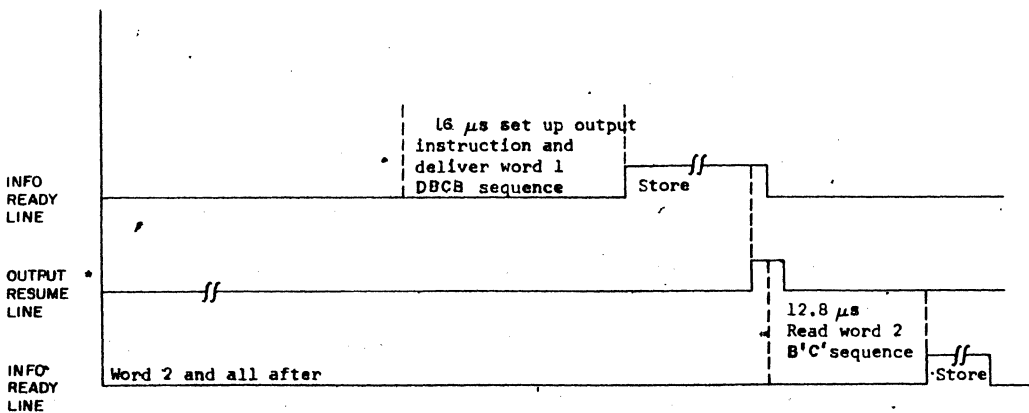 16 μs set up output
instruction and
deliver word 1
DBCB sequence
INFO
READY
LINE
Store
OUTPUT *
RESUME
LINE
12.8 μs
Read word 2
B'C' sequence
INFO
READY
LINE
Word 2 and all after
Store